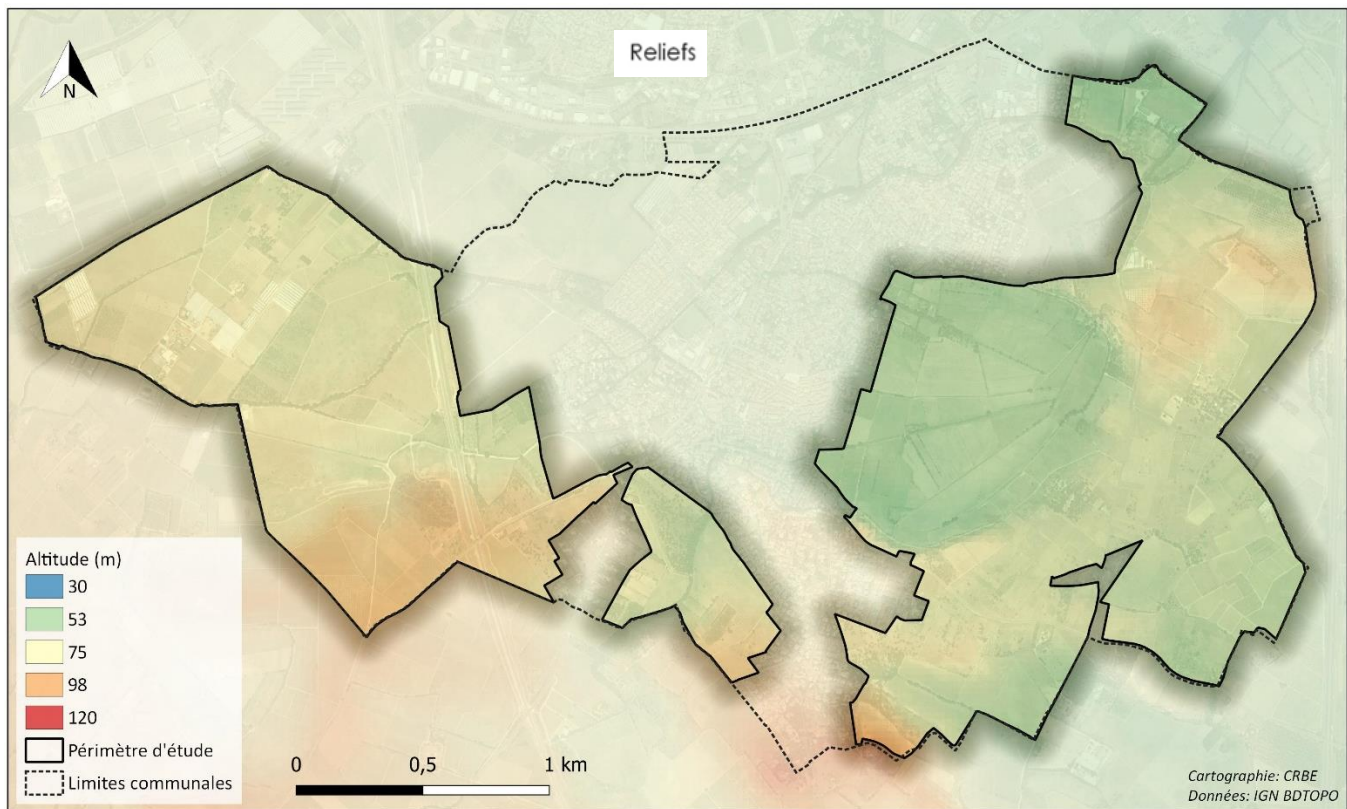 Reliefs
N
Altitude (m)
30
53
75
98
120
Périmètre d'étude
Limites communales
0 0,5 1 km
Cartographie: CRBE
Données: IGN BDTOPO